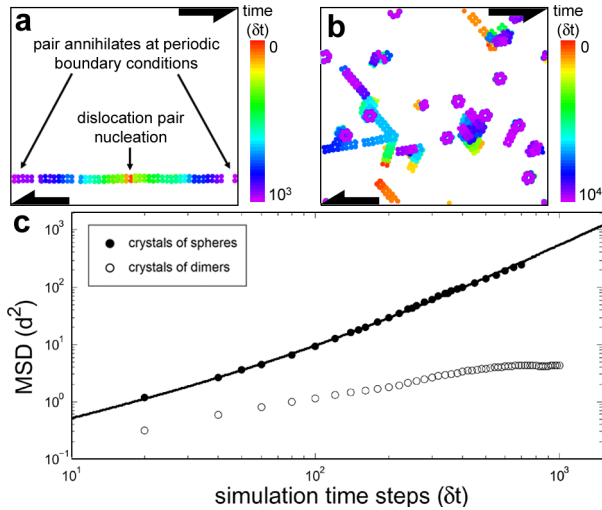 a
time
(δt)
0
10³
pair annihilates at periodic
boundary conditions
dislocation pair
nucleation
b
time
(δt)
0
10⁴
c
crystals of spheres
crystals of dimers
MSD (d²)
10³
10²
10¹
10⁰
10⁻¹
10¹ 10² 10³
simulation time steps (δt)